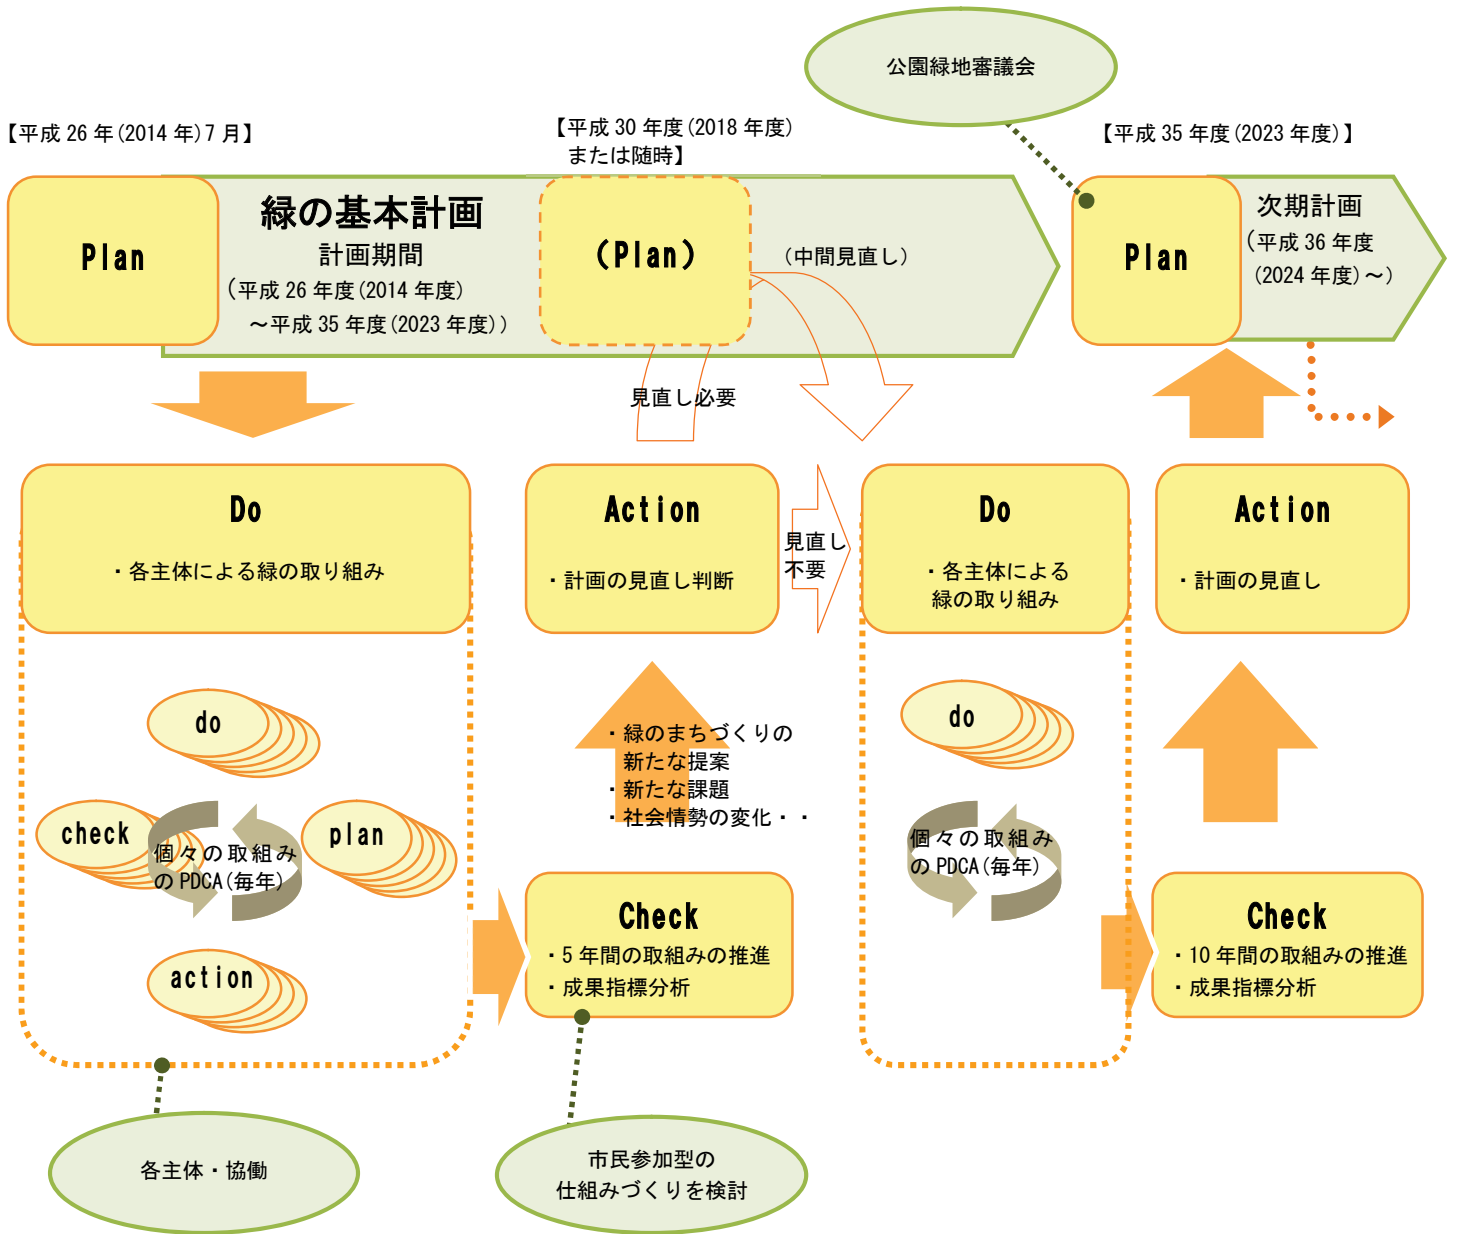 公園緑地審議会
【平成 26 年(2014 年)7 月】
【平成 30 年度(2018 年度)
または随時】
【平成 35 年度(2023 年度)】
Plan
緑の基本計画
計画期間
(平成 26 年度(2014 年度)
～平成 35 年度(2023 年度))
(Plan)
(中間見直し)
Plan
次期計画
(平成 36 年度
(2024 年度)～)
見直し必要
Do
・各主体による緑の取り組み
Action
・計画の見直し判断
見直し
不要
Do
・各主体による
緑の取り組み
Action
・計画の見直し
do
check
plan
個々の取組み
の PDCA(毎年)
action
・緑のまちづくりの
新たな提案
・新たな課題
・社会情勢の変化・・
do
個々の取組み
の PDCA(毎年)
Check
・5 年間の取組みの推進
・成果指標分析
Check
・10 年間の取組みの推進
・成果指標分析
各主体・協働
市民参加型の
仕組みづくりを検討